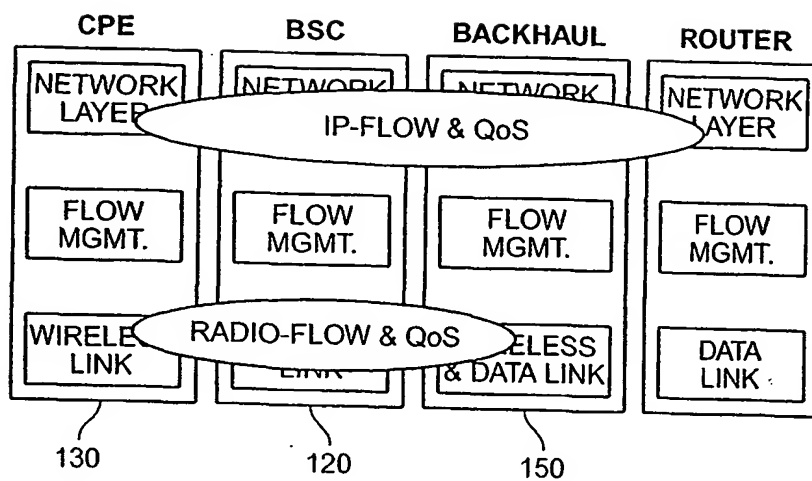 CPE BSC BACKHAUL ROUTER
NETWORK NETWORK
LAYER LAYER
IP-FLOW & QoS
FLOW FLOW FLOW FLOW
MGMT. MGMT. MGMT. MGMT.
RADIO-FLOW & QoS
LINK LINK & DATA LINK DATA
LINK
130 120 150